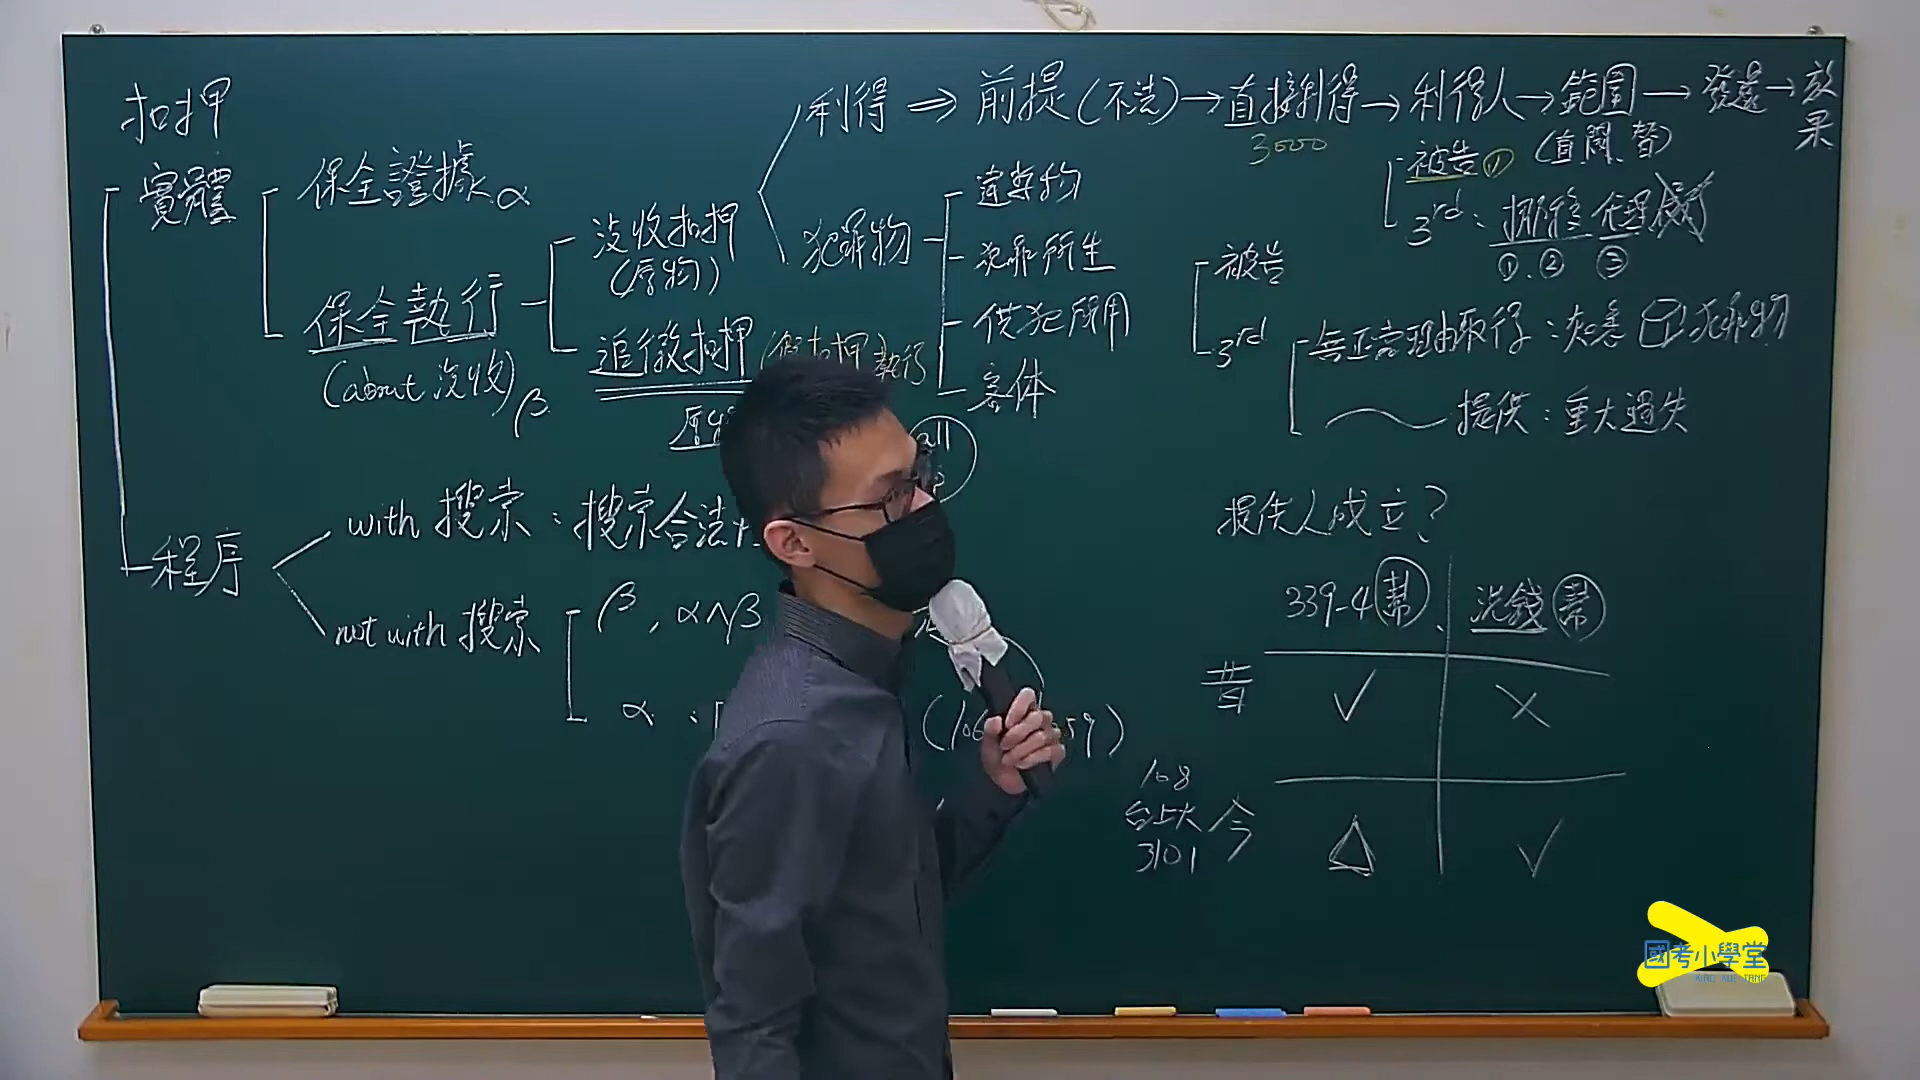 扣押
實體
保全證據 α
保全執行
(about 沒收) β
沒收扣押
(原物)
追徵扣押 (假扣押執行
利得 ⇒ 前提(不法) → 直接利得 → 利得人 → 範圍 → 發還 → 效果
3000
(直、間、替)
被告 ①
3rd: 挪移 代理
①.② ③
犯罪物
違禁物
犯罪所生
供犯所用
客体
all
被告
3rd
無正當理由取得:知悉 犯罪物
提供:重大過失
程序
with 搜索:搜索合法
not with 搜索
β , α∧β
α :
提供人成立?
339-4 幫 、 洗錢 幫
昔 ✓ ✗
108
台上大
3101
今 △ ✓
國考小學堂